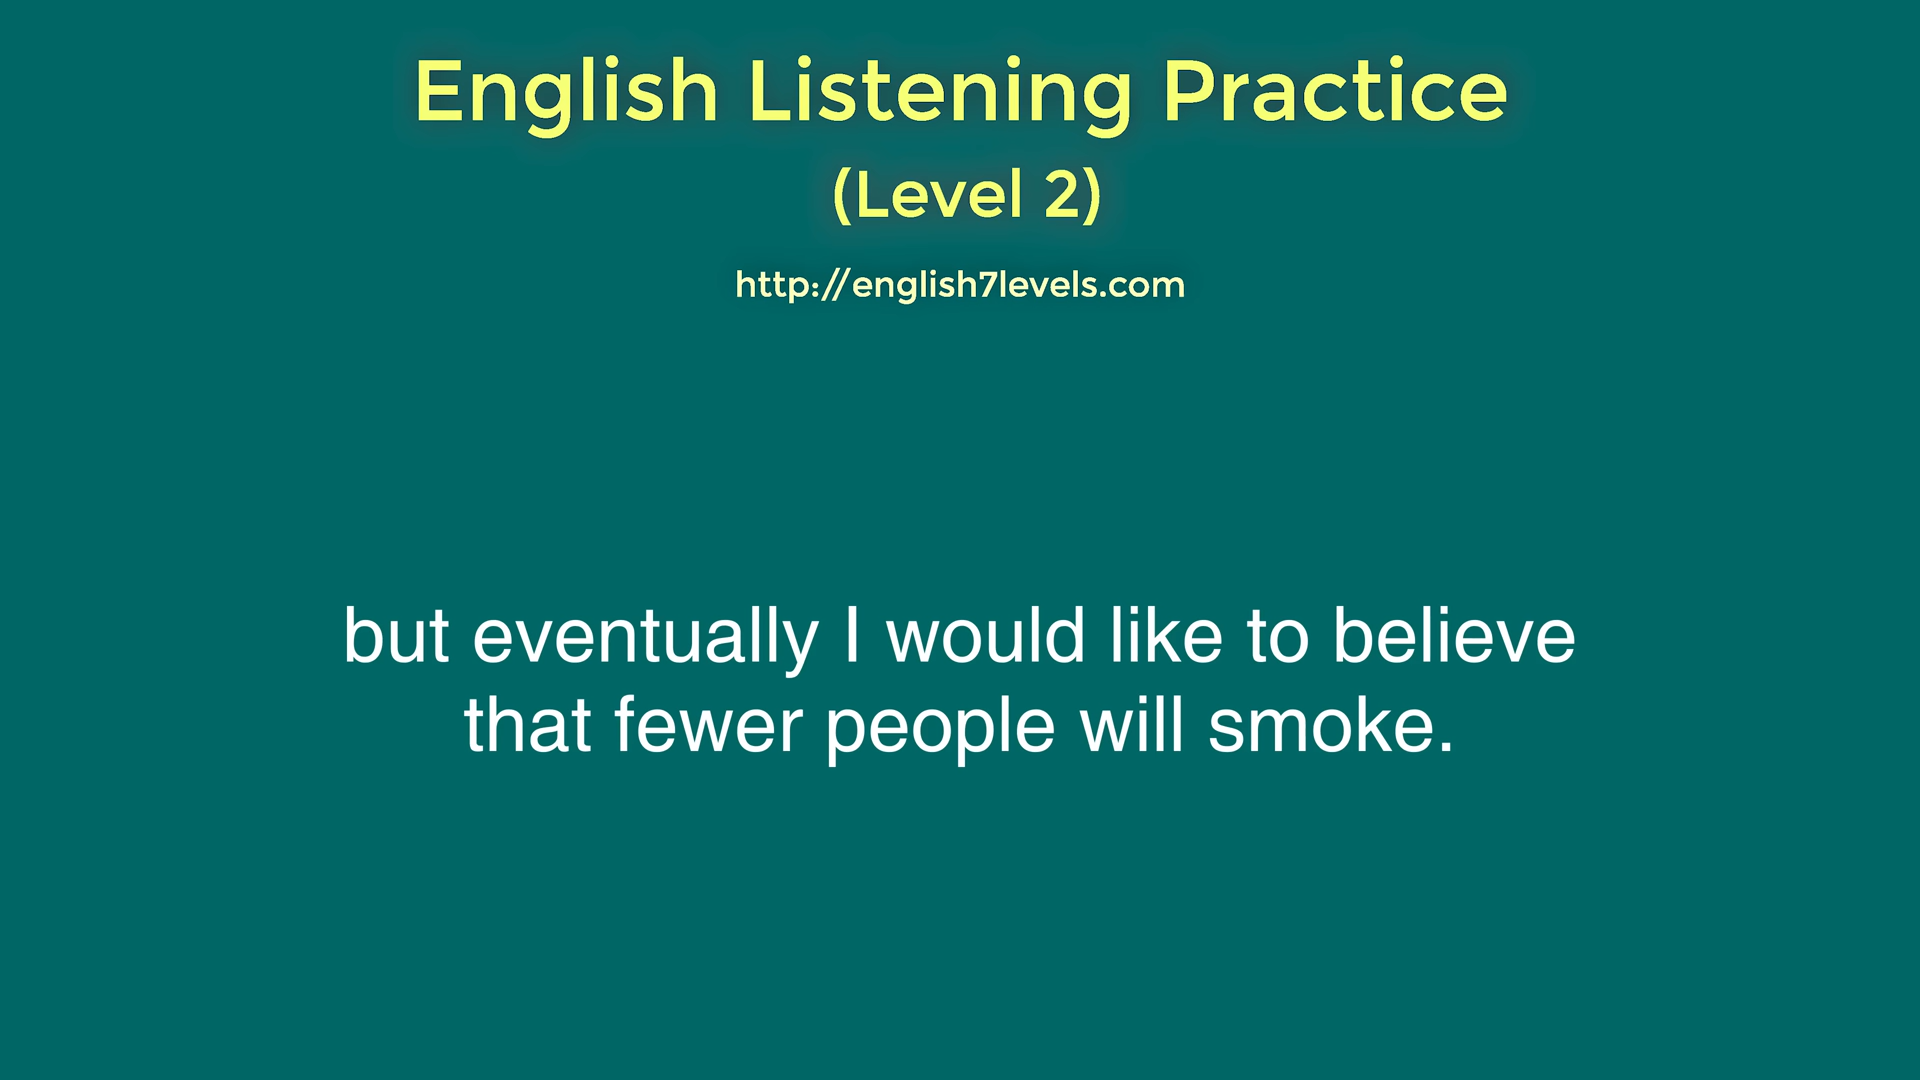 English Listening Practice
(Level 2)
http://english7levels.com
but eventually I would like to believe
that fewer people will smoke.